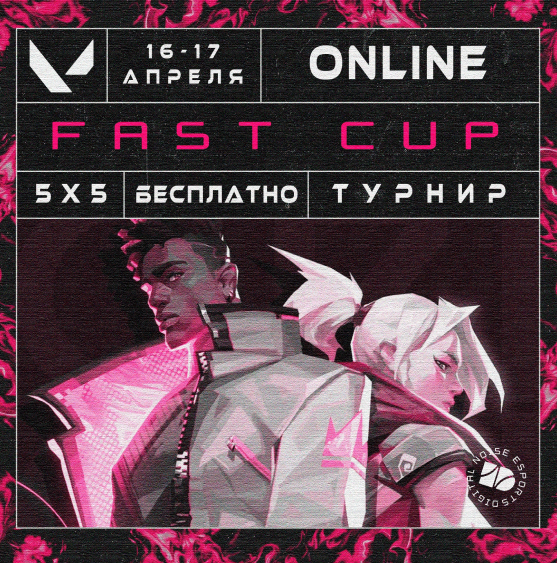 16-17
АПРЕЛЯ
ONLINE
FAST CUP
5X5
БЕСПЛАТНО
ТУРНИР
DIGITAL NOISE ESPORTS